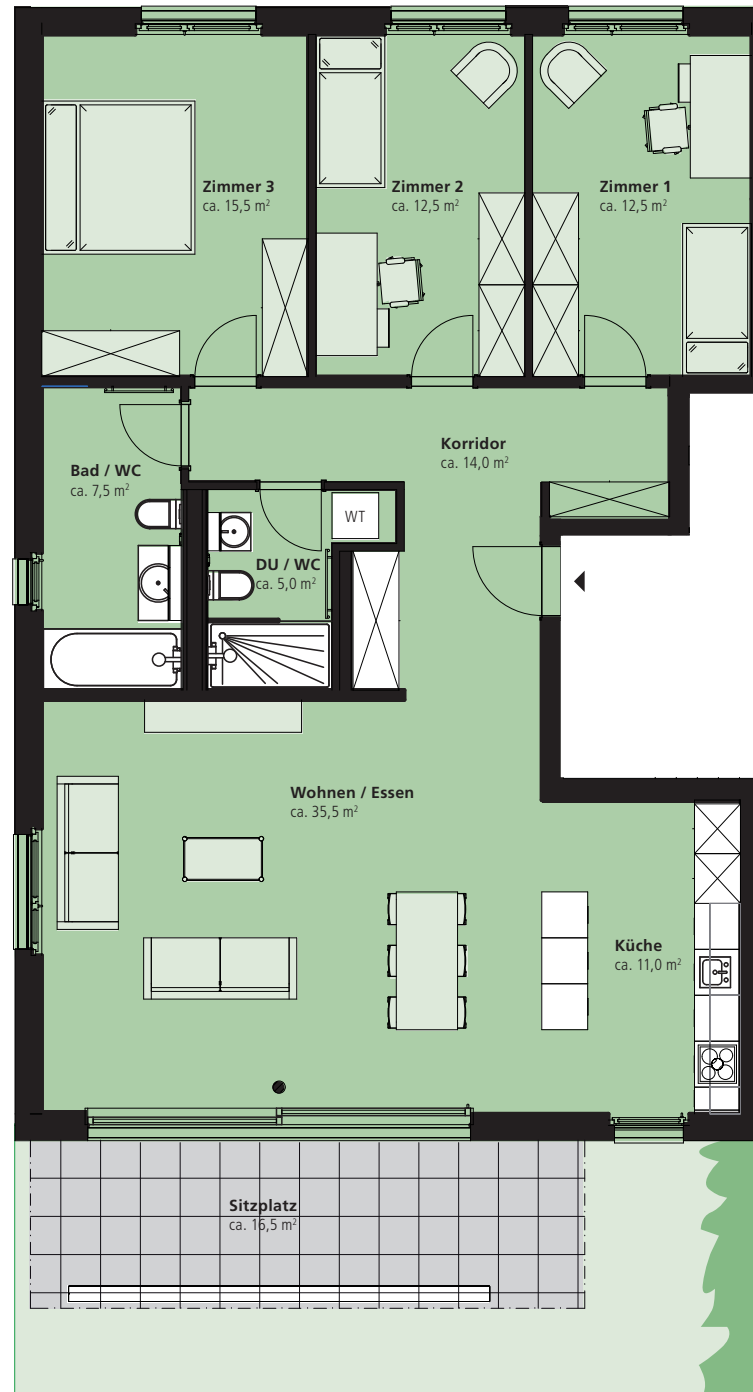 Zimmer 3
ca. 15,5 m²
Zimmer 2
ca. 12,5 m²
Zimmer 1
ca. 12,5 m²
Korridor
ca. 14,0 m²
Bad / WC
ca. 7,5 m²
WT
DU / WC
ca. 5,0 m²
Wohnen / Essen
ca. 35,5 m²
Küche
ca. 11,0 m²
Sitzplatz
ca. 16,5 m²